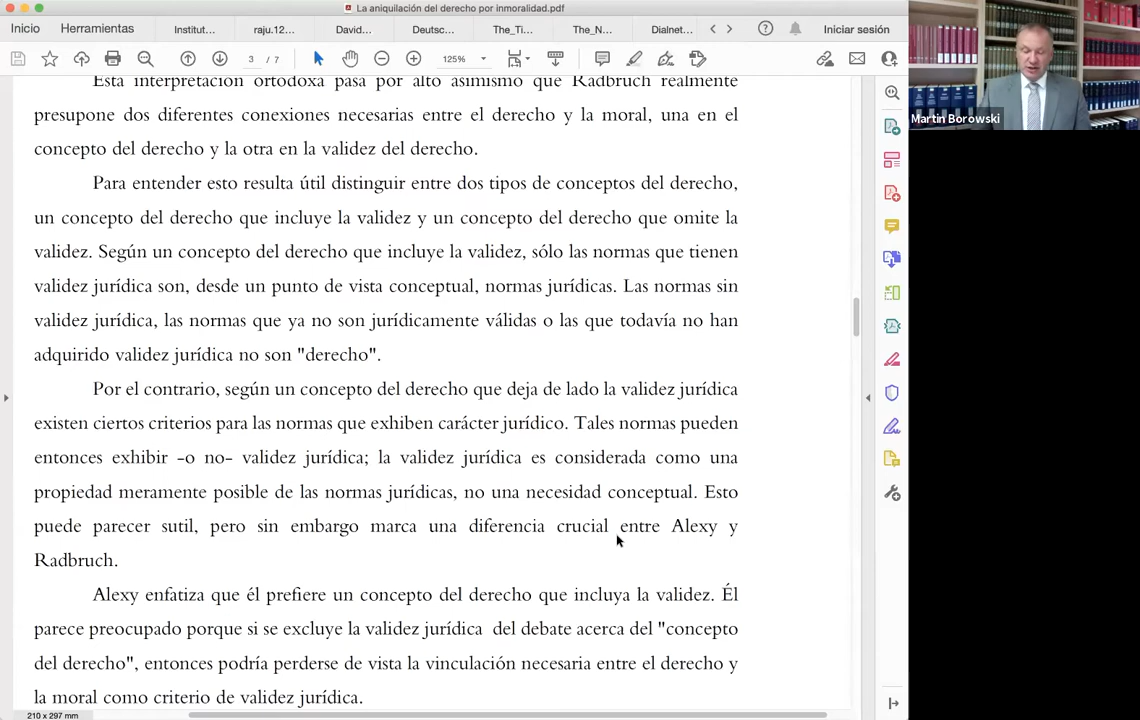 La aniquilación del derecho por inmoralidad.pdf
Inicio Herramientas Institut... raju.12... David... Deutsc... The_Ti... The_N... Dialnet... Iniciar sesión
3 / 7 125%
Martin Borowski
Esta interpretación ortodoxa pasa por alto asimismo que Radbruch realmente
presupone dos diferentes conexiones necesarias entre el derecho y la moral, una en el
concepto del derecho y la otra en la validez del derecho.
Para entender esto resulta útil distinguir entre dos tipos de conceptos del derecho,
un concepto del derecho que incluye la validez y un concepto del derecho que omite la
validez. Según un concepto del derecho que incluye la validez, sólo las normas que tienen
validez jurídica son, desde un punto de vista conceptual, normas jurídicas. Las normas sin
validez jurídica, las normas que ya no son jurídicamente válidas o las que todavía no han
adquirido validez jurídica no son "derecho".
Por el contrario, según un concepto del derecho que deja de lado la validez jurídica
existen ciertos criterios para las normas que exhiben carácter jurídico. Tales normas pueden
entonces exhibir -o no- validez jurídica; la validez jurídica es considerada como una
propiedad meramente posible de las normas jurídicas, no una necesidad conceptual. Esto
puede parecer sutil, pero sin embargo marca una diferencia crucial entre Alexy y
Radbruch.
Alexy enfatiza que él prefiere un concepto del derecho que incluya la validez. Él
parece preocupado porque si se excluye la validez jurídica del debate acerca del "concepto
del derecho", entonces podría perderse de vista la vinculación necesaria entre el derecho y
la moral como criterio de validez jurídica.
210 x 297 mm